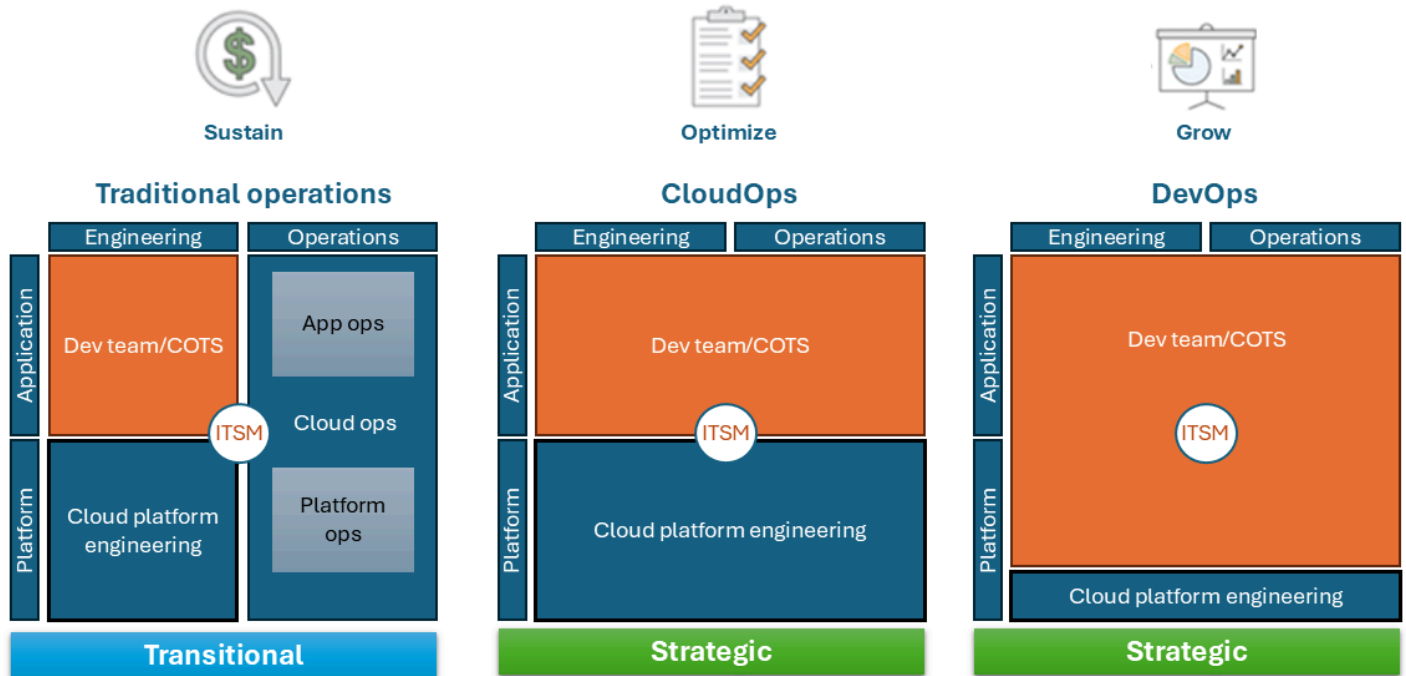 Sustain
Traditional operations
Engineering
Operations
Application
Dev team/COTS
App ops
ITSM
Cloud ops
Platform
Cloud platform
engineering
Platform
ops
Transitional
Optimize
CloudOps
Engineering
Operations
Application
Dev team/COTS
ITSM
Platform
Cloud platform engineering
Strategic
Grow
DevOps
Engineering
Operations
Application
Dev team/COTS
ITSM
Platform
Cloud platform engineering
Strategic